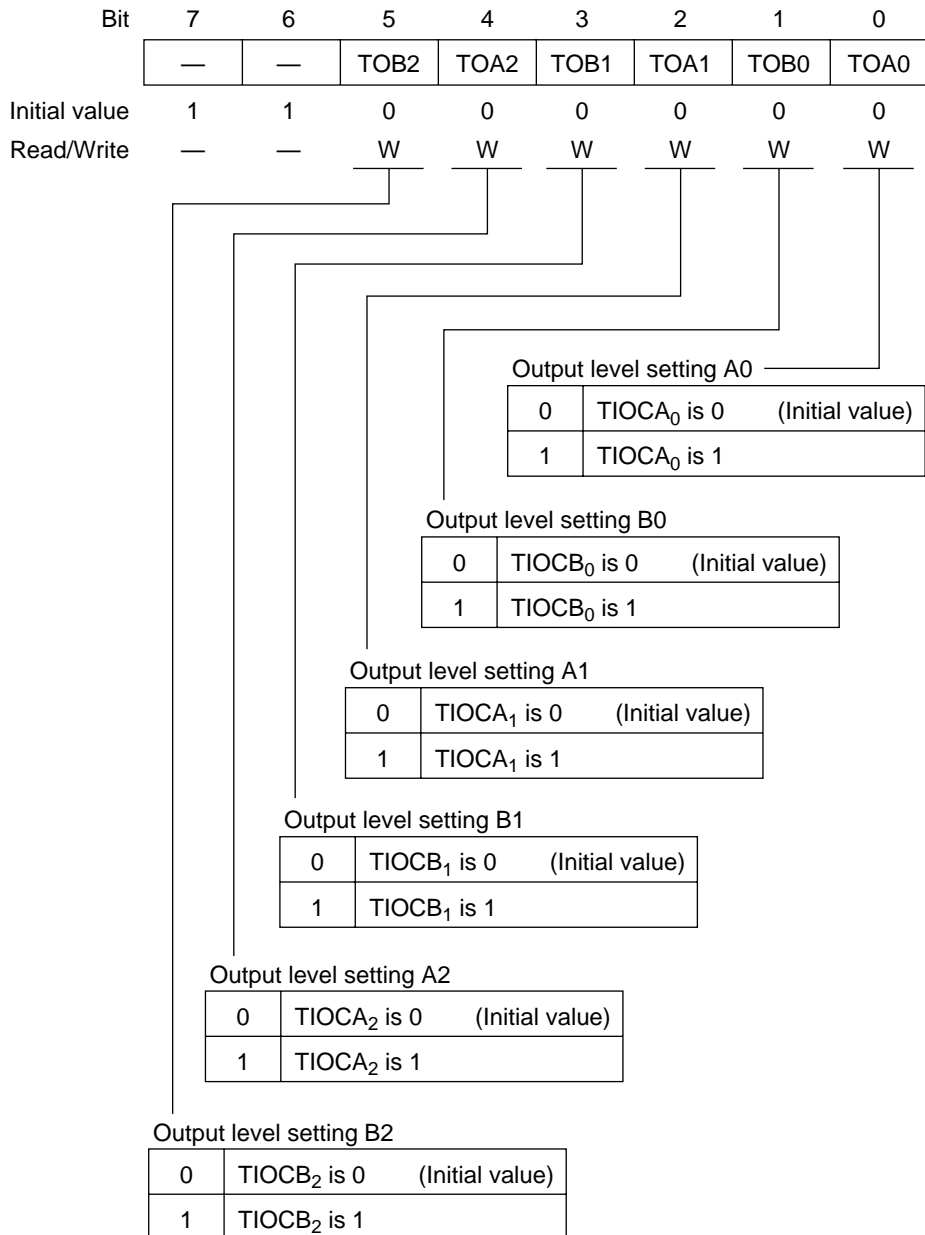 Bit 7 6 5 4 3 2 1 0
— — TOB2 TOA2 TOB1 TOA1 TOB0 TOA0
Initial value 1 1 0 0 0 0 0 0
Read/Write — — W W W W W W
Output level setting A0
0 TIOCA₀ is 0 (Initial value)
1 TIOCA₀ is 1
Output level setting B0
0 TIOCB₀ is 0 (Initial value)
1 TIOCB₀ is 1
Output level setting A1
0 TIOCA₁ is 0 (Initial value)
1 TIOCA₁ is 1
Output level setting B1
0 TIOCB₁ is 0 (Initial value)
1 TIOCB₁ is 1
Output level setting A2
0 TIOCA₂ is 0 (Initial value)
1 TIOCA₂ is 1
Output level setting B2
0 TIOCB₂ is 0 (Initial value)
1 TIOCB₂ is 1